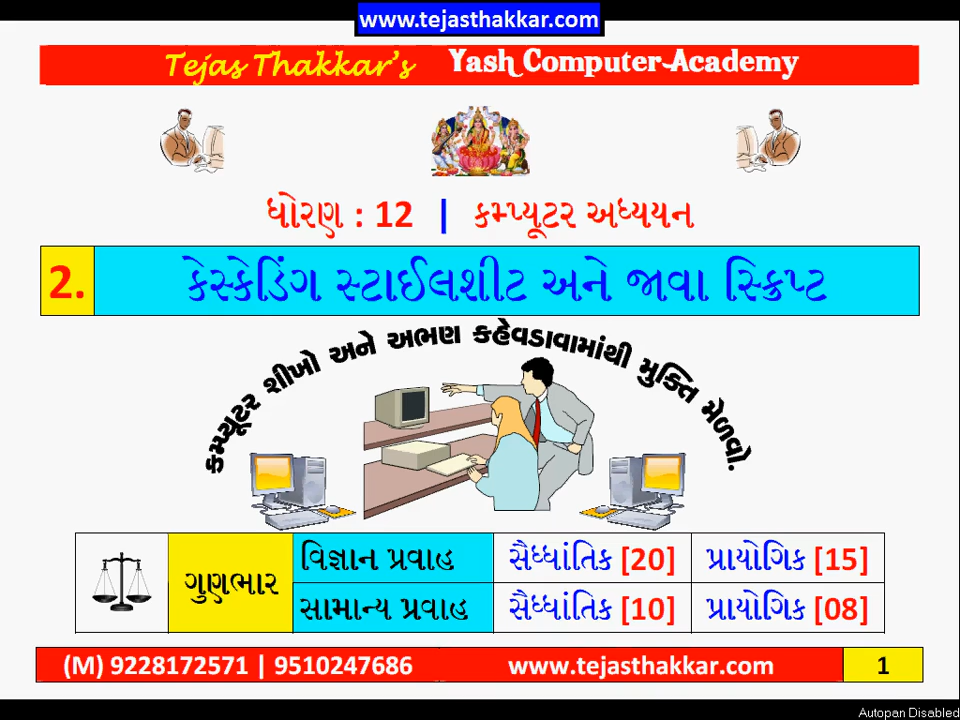 www.tejasthakkar.com
Tejas Thakkar's Yash Computer Academy
ધોરણ : 12 | કમ્પ્યૂટર અધ્યયન
2. કેસ્કેડિંગ સ્ટાઈલશીટ અને જાવા સ્ક્રિપ્ટ
કમ્પ્યૂટર શીખો અને અભણ કહેવડાવામાંથી મુક્તિ મેળવો.
ગુણભાર
વિજ્ઞાન પ્રવાહ સૈધ્ધાંતિક [20] પ્રાયોગિક [15]
સામાન્ય પ્રવાહ સૈધ્ધાંતિક [10] પ્રાયોગિક [08]
(M) 9228172571 | 9510247686 www.tejasthakkar.com 1
Autopan Disabled